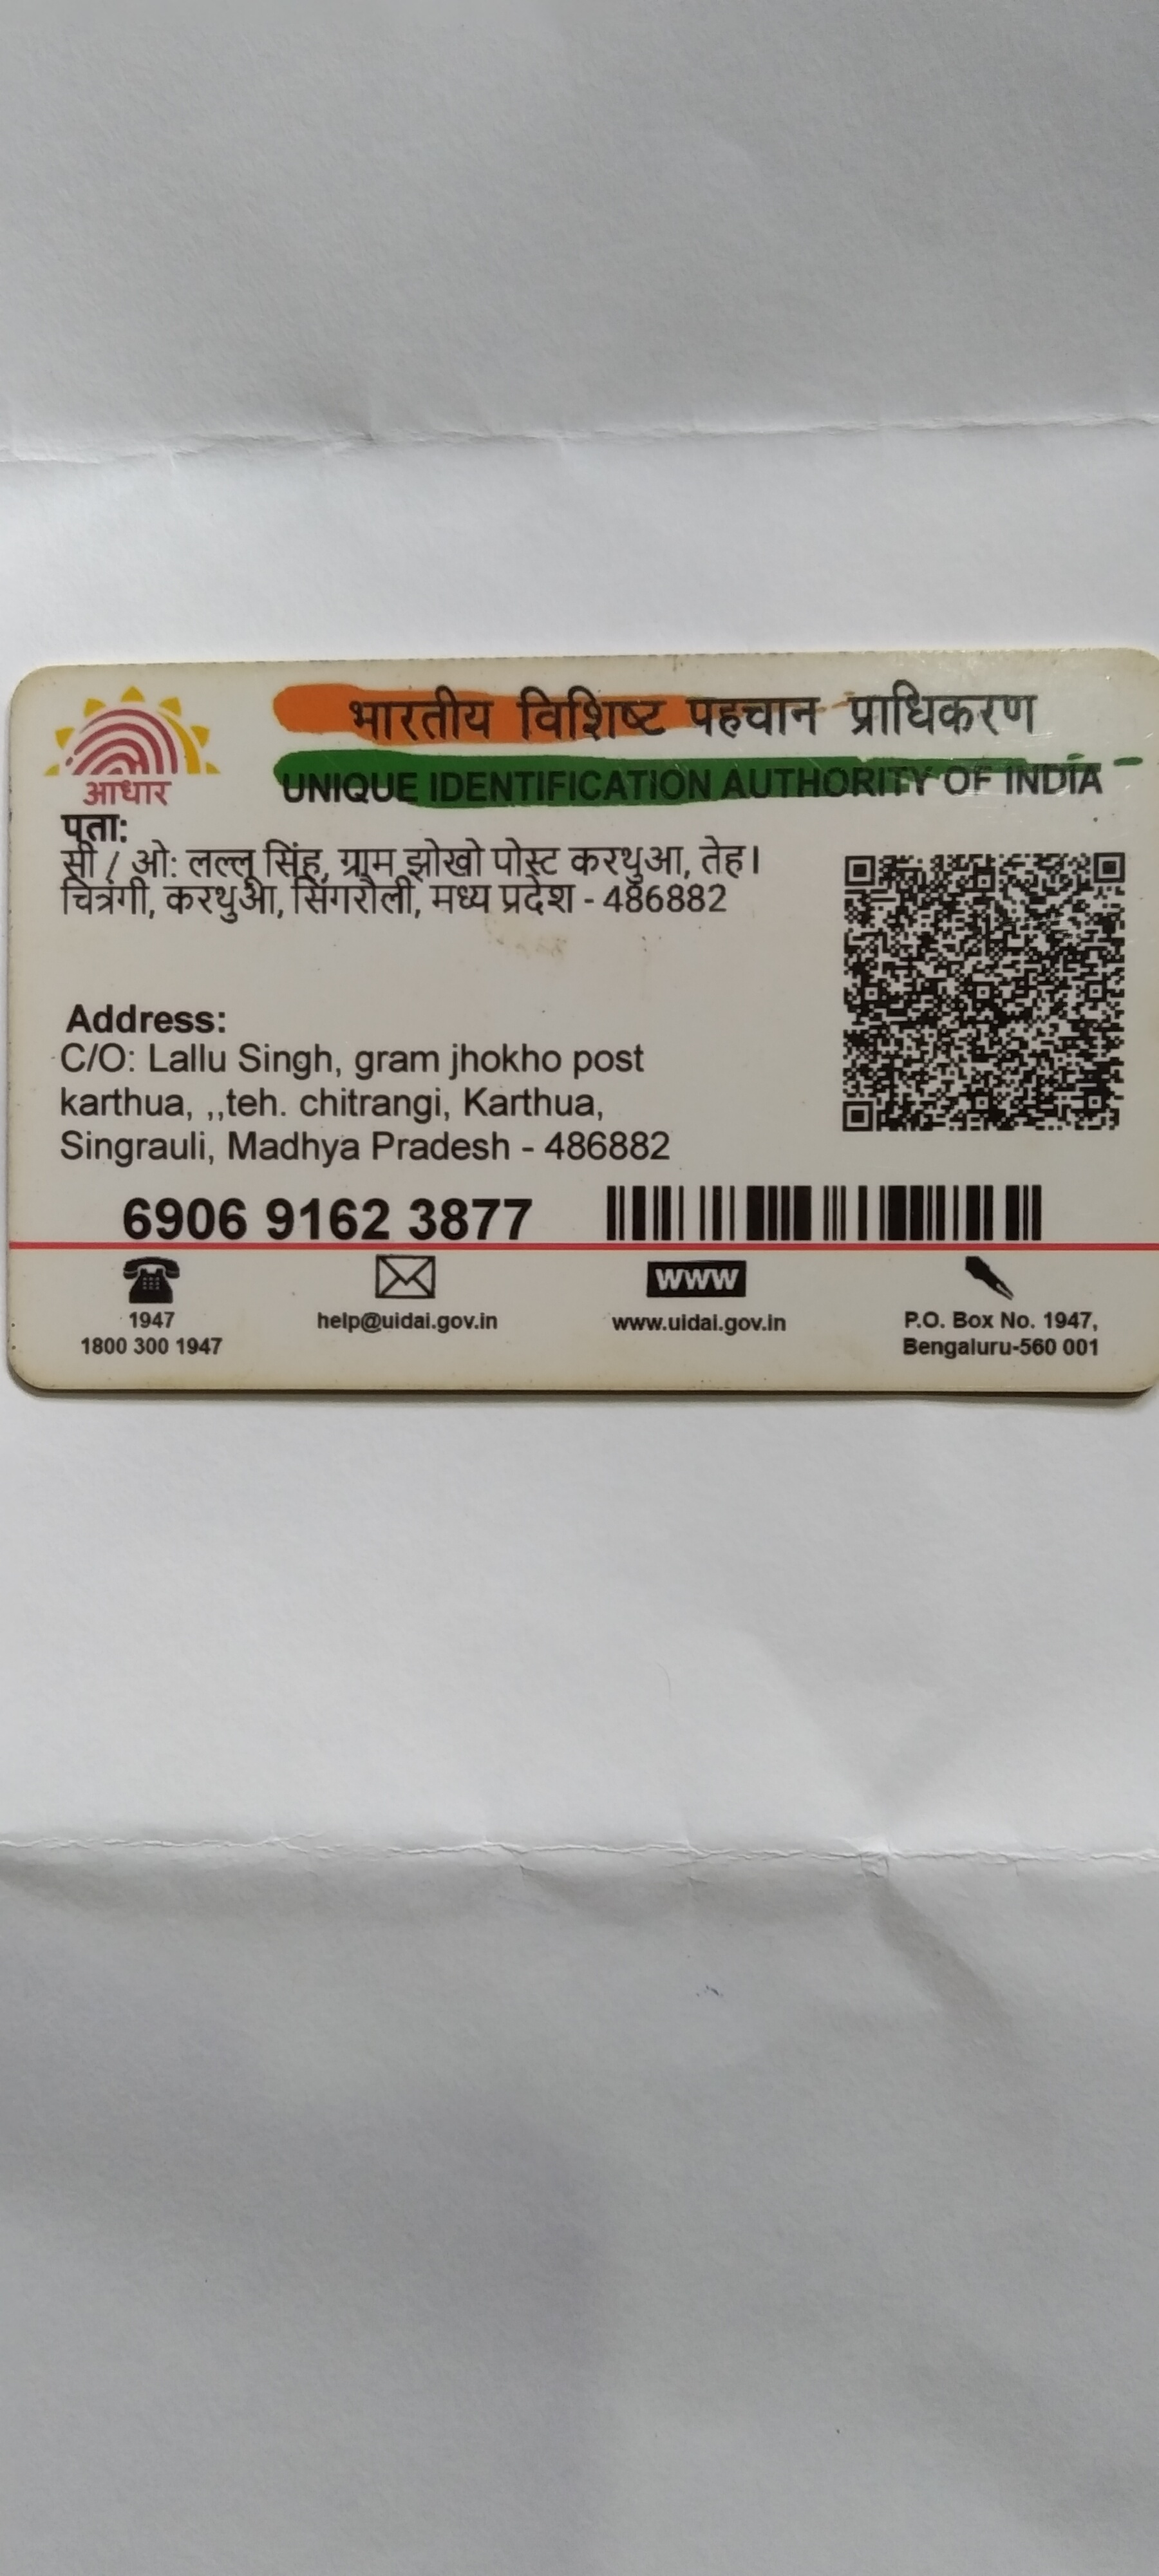 भारतीय विशिष्ट पहचान प्राधिकरण
UNIQUE IDENTIFICATION AUTHORITY OF INDIA
आधार
पता:
सी / ओ: लल्लू सिंह, ग्राम झोखो पोस्ट करथुआ, तेह।
चित्रंगी, करथुआ, सिंगरौली, मध्य प्रदेश - 486882
Address:
C/O: Lallu Singh, gram jhokho post
karthua, ,,teh. chitrangi, Karthua,
Singrauli, Madhya Pradesh - 486882
6906 9162 3877
WWW
1947
1800 300 1947
help@uidai.gov.in
www.uidai.gov.in
P.O. Box No. 1947,
Bengaluru-560 001